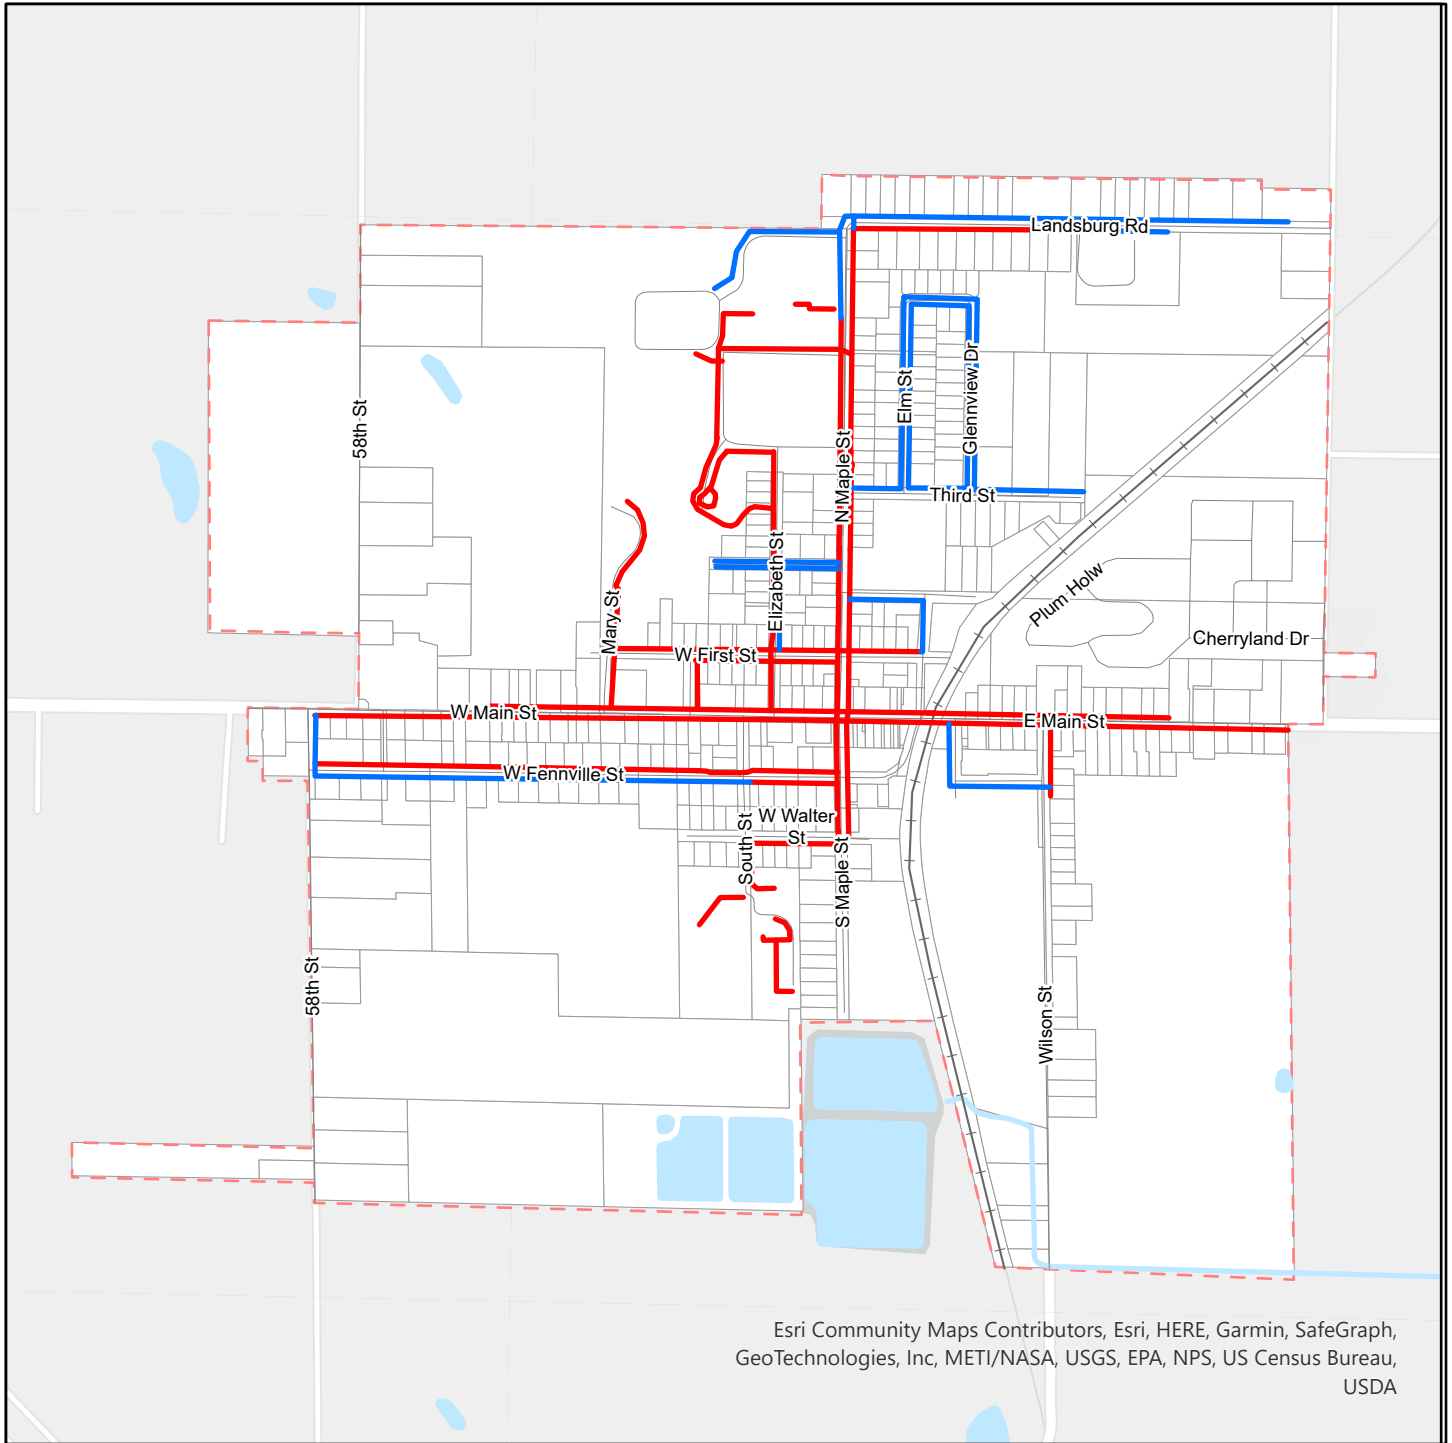 Landsburg Rd
58th St
Elm St
Glennview Dr
N Maple St
Third St
Elizabeth St
Mary St
Plum Holw
Cherryland Dr
W First St
W Main St
E Main St
W Fennville St
W Walter
St
South St
S Maple St
58th St
Wilson St
Esri Community Maps Contributors, Esri, HERE, Garmin, SafeGraph,
GeoTechnologies, Inc, METI/NASA, USGS, EPA, NPS, US Census Bureau,
USDA